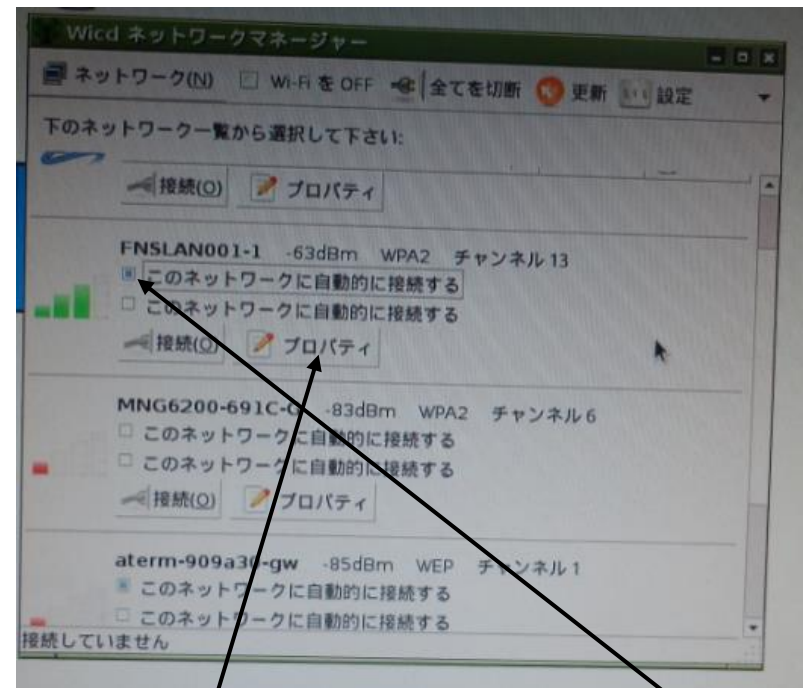 Wicd ネットワークマネージャー
ネットワーク(N) Wi-Fi を OFF 全てを切断 更新 設定
下のネットワーク一覧から選択して下さい:
接続(O) プロパティ
FNSLAN001-1 -63dBm WPA2 チャンネル 13
このネットワークに自動的に接続する
このネットワークに自動的に接続する
接続(O) プロパティ
MNG6200-691C-G -83dBm WPA2 チャンネル 6
このネットワークに自動的に接続する
このネットワークに自動的に接続する
接続(O) プロパティ
aterm-909a36-gw -85dBm WEP チャンネル 1
このネットワークに自動的に接続する
このネットワークに自動的に接続する
接続していません